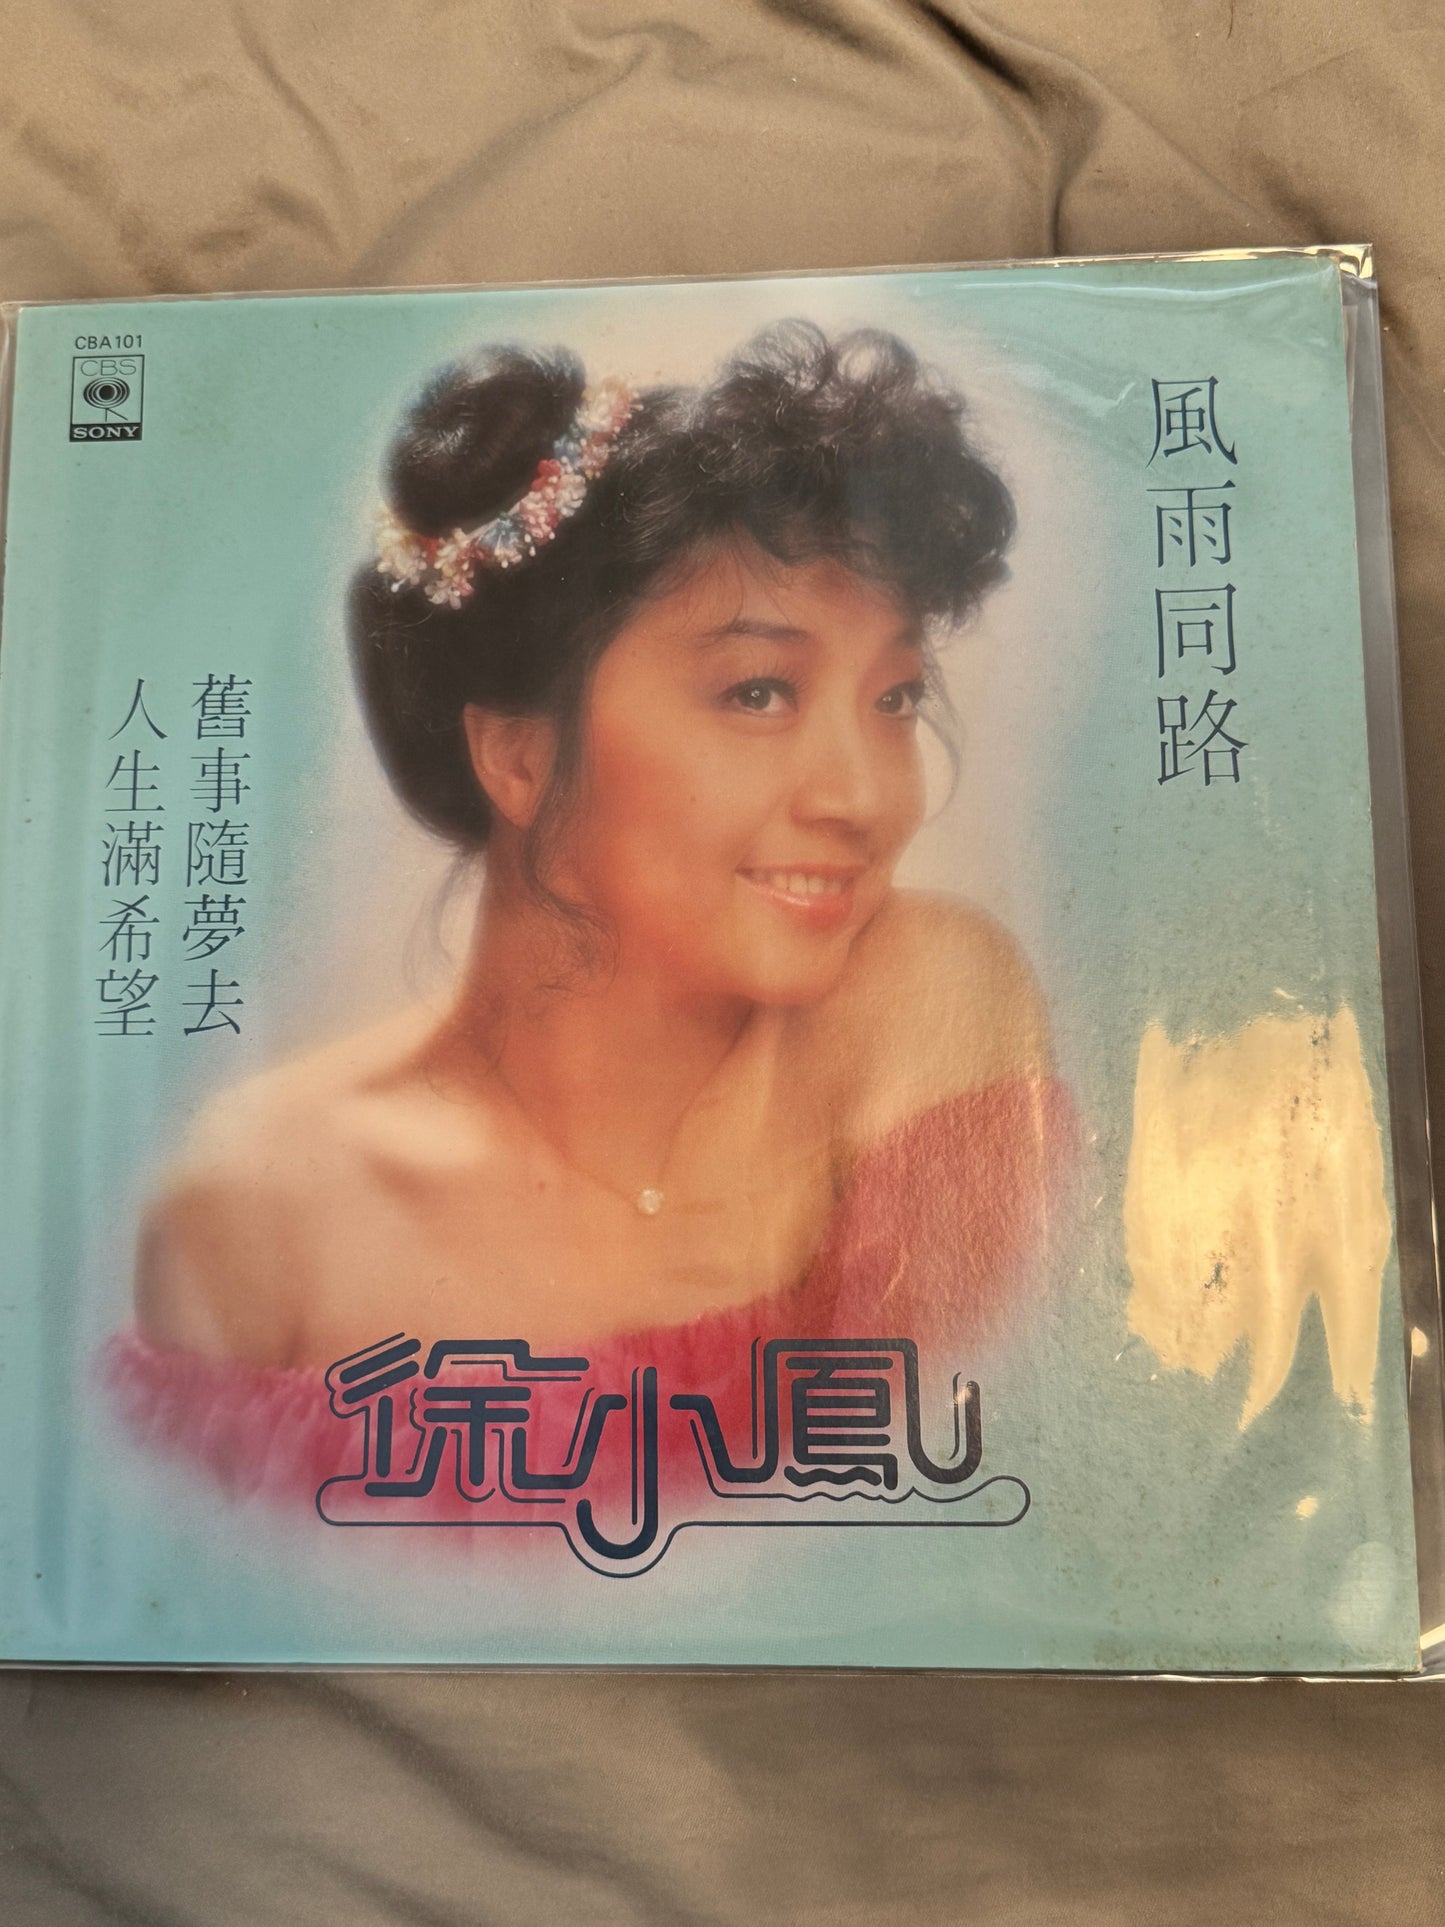 CBA101
CBS
SONY
風雨同路
舊事隨夢去
人生滿希望
徐小鳳